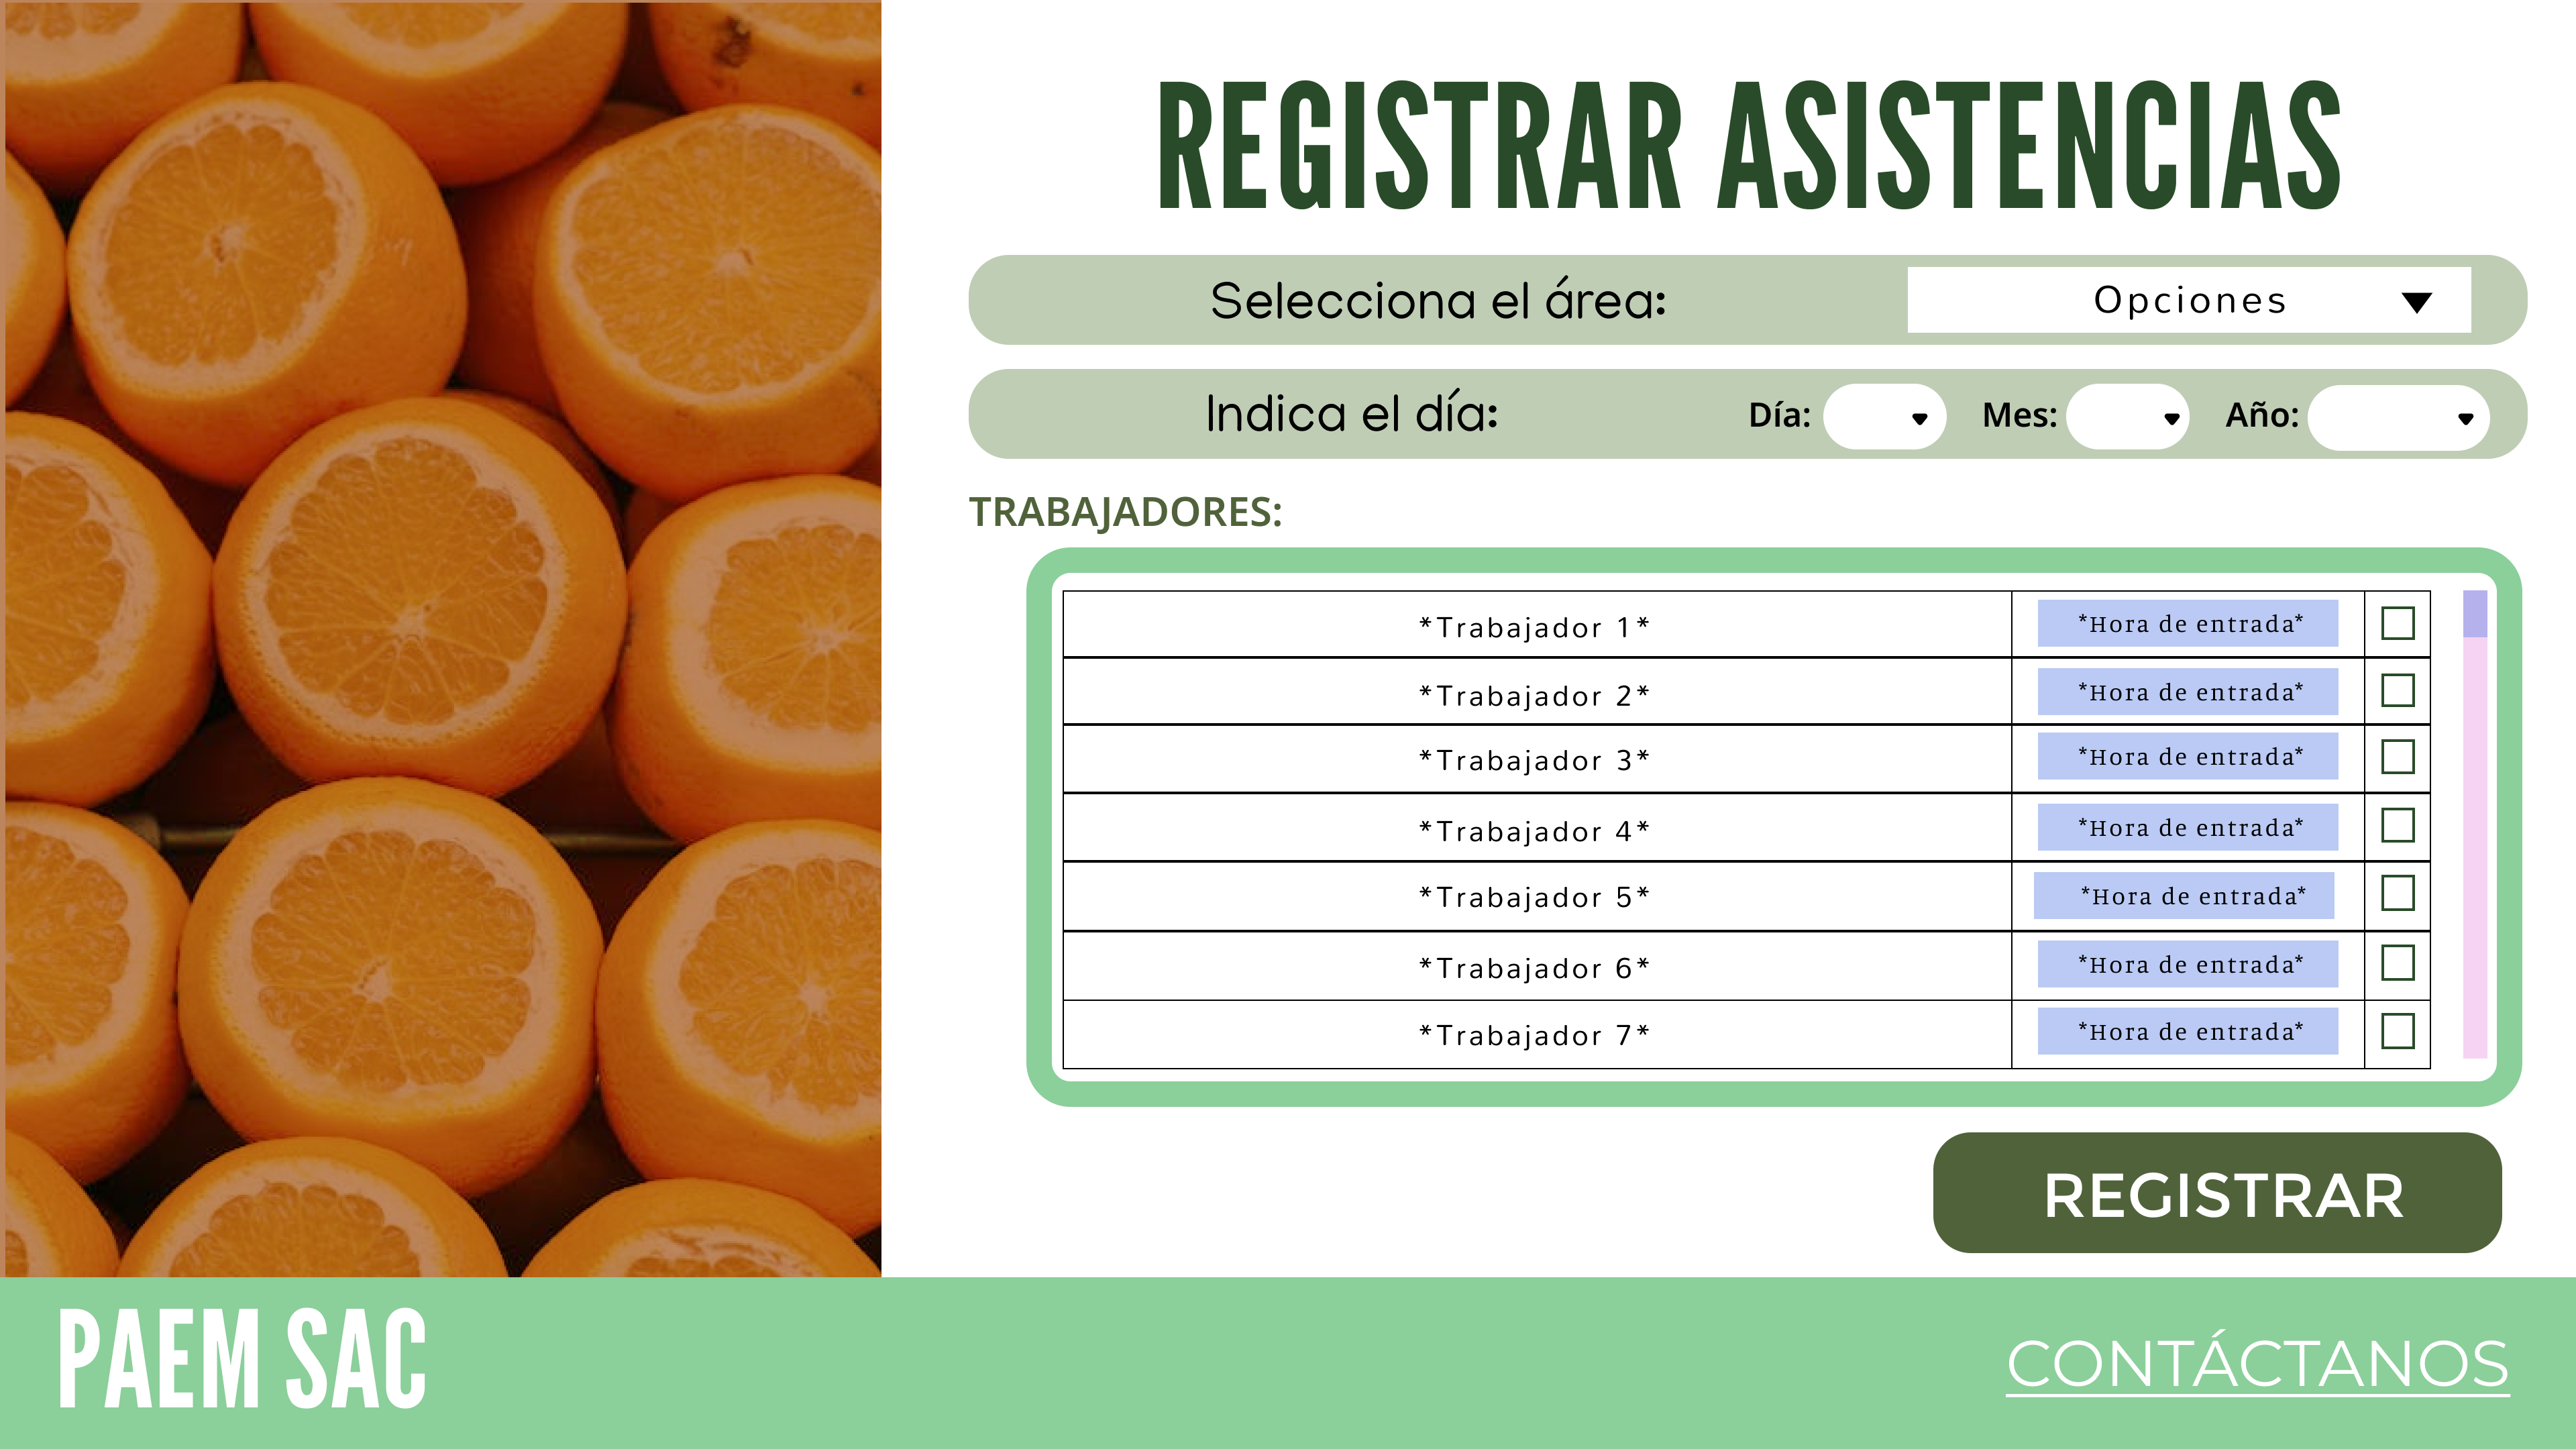 REGISTRAR ASISTENCIAS
Selecciona el área: Opciones
Indica el día: Día: Mes: Año:
TRABAJADORES:
*Trabajador 1* *Hora de entrada*
*Trabajador 2* *Hora de entrada*
*Trabajador 3* *Hora de entrada*
*Trabajador 4* *Hora de entrada*
*Trabajador 5* *Hora de entrada*
*Trabajador 6* *Hora de entrada*
*Trabajador 7* *Hora de entrada*
REGISTRAR
PAEM SAC CONTÁCTANOS